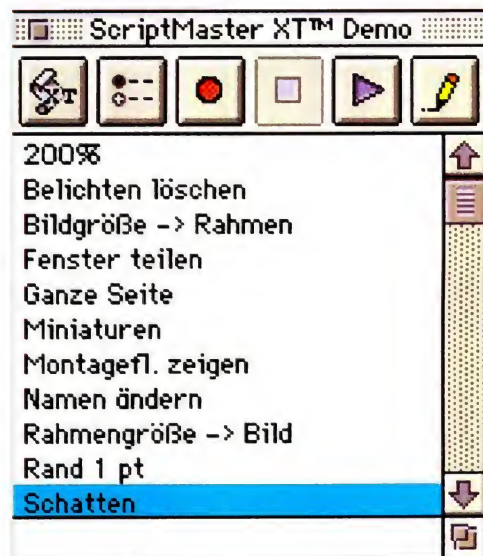 ScriptMaster XT™ Demo
XT
200%
Belichten löschen
Bildgröße -> Rahmen
Fenster teilen
Ganze Seite
Miniaturen
Montagefl. zeigen
Namen ändern
Rahmengröße -> Bild
Rand 1 pt
Schatten